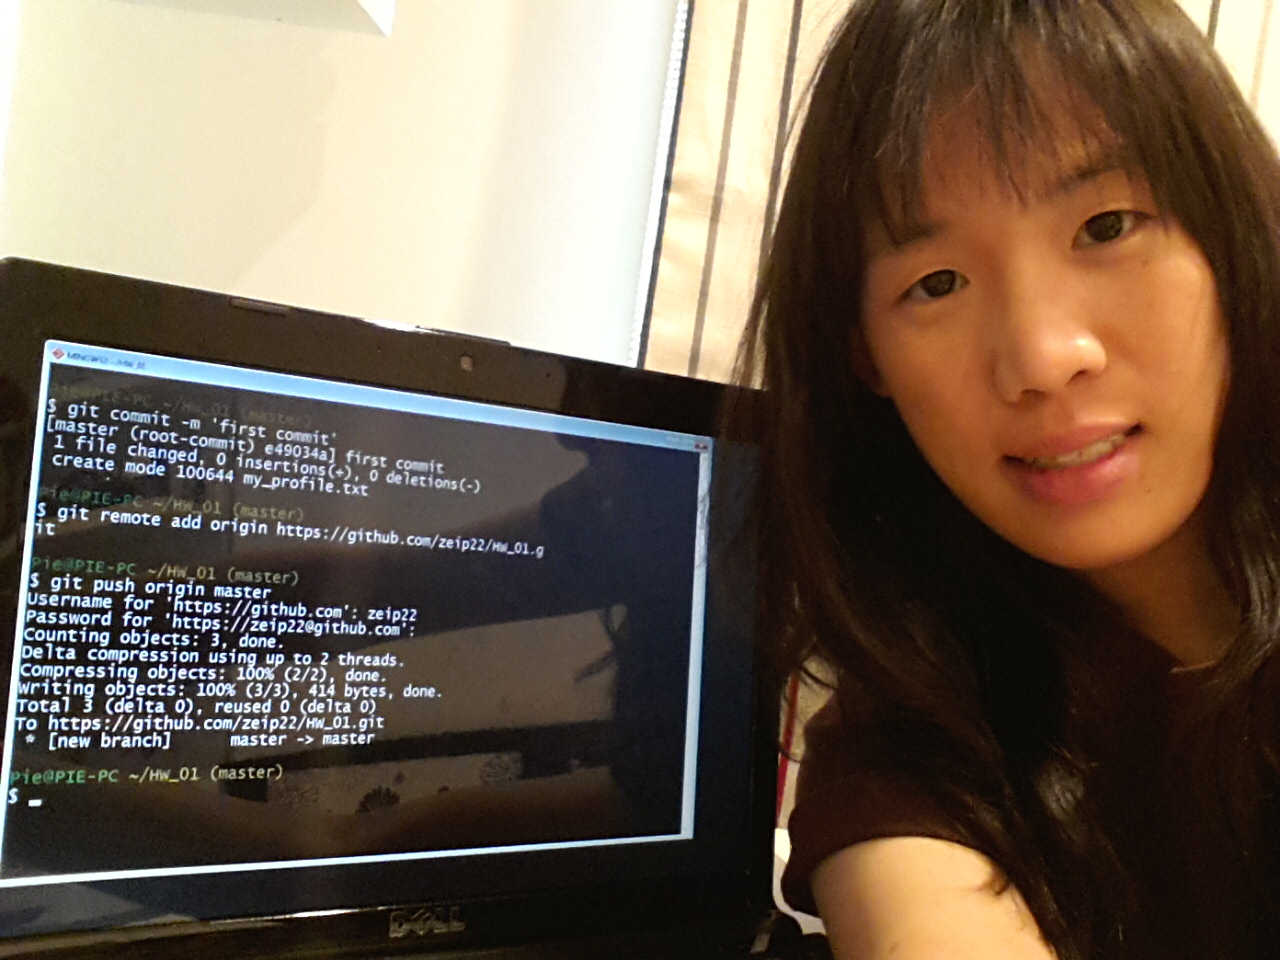 MINGW32:~/HW_01
Pie@PIE-PC ~/HW_01 (master)
$ git commit -m 'first commit'
[master (root-commit) e49034a] first commit
1 file changed, 0 insertions(+), 0 deletions(-)
create mode 100644 my_profile.txt
Pie@PIE-PC ~/HW_01 (master)
$ git remote add origin https://github.com/zeip22/HW_01.g
it
Pie@PIE-PC ~/HW_01 (master)
$ git push origin master
Username for 'https://github.com': zeip22
Password for 'https://zeip22@github.com':
Counting objects: 3, done.
Delta compression using up to 2 threads.
Compressing objects: 100% (2/2), done.
Writing objects: 100% (3/3), 414 bytes, done.
Total 3 (delta 0), reused 0 (delta 0)
To https://github.com/zeip22/HW_01.git
* [new branch] master -> master
Pie@PIE-PC ~/HW_01 (master)
$
DELL